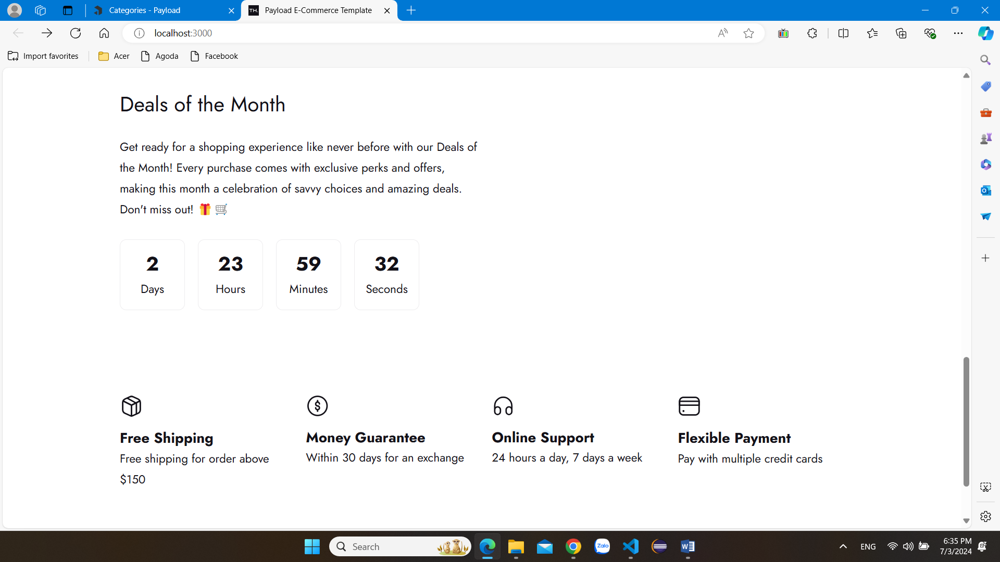 Categories - Payload
TH.
Payload E-Commerce Template
localhost:3000
Import favorites
Acer
Agoda
Facebook
Deals of the Month
Get ready for a shopping experience like never before with our Deals of
the Month! Every purchase comes with exclusive perks and offers,
making this month a celebration of savvy choices and amazing deals.
Don't miss out! 🎁 🛒
2
Days
23
Hours
59
Minutes
32
Seconds
Free Shipping
Free shipping for order above
$150
Money Guarantee
Within 30 days for an exchange
Online Support
24 hours a day, 7 days a week
Flexible Payment
Pay with multiple credit cards
Search
Zalo
ENG
6:35 PM
7/3/2024